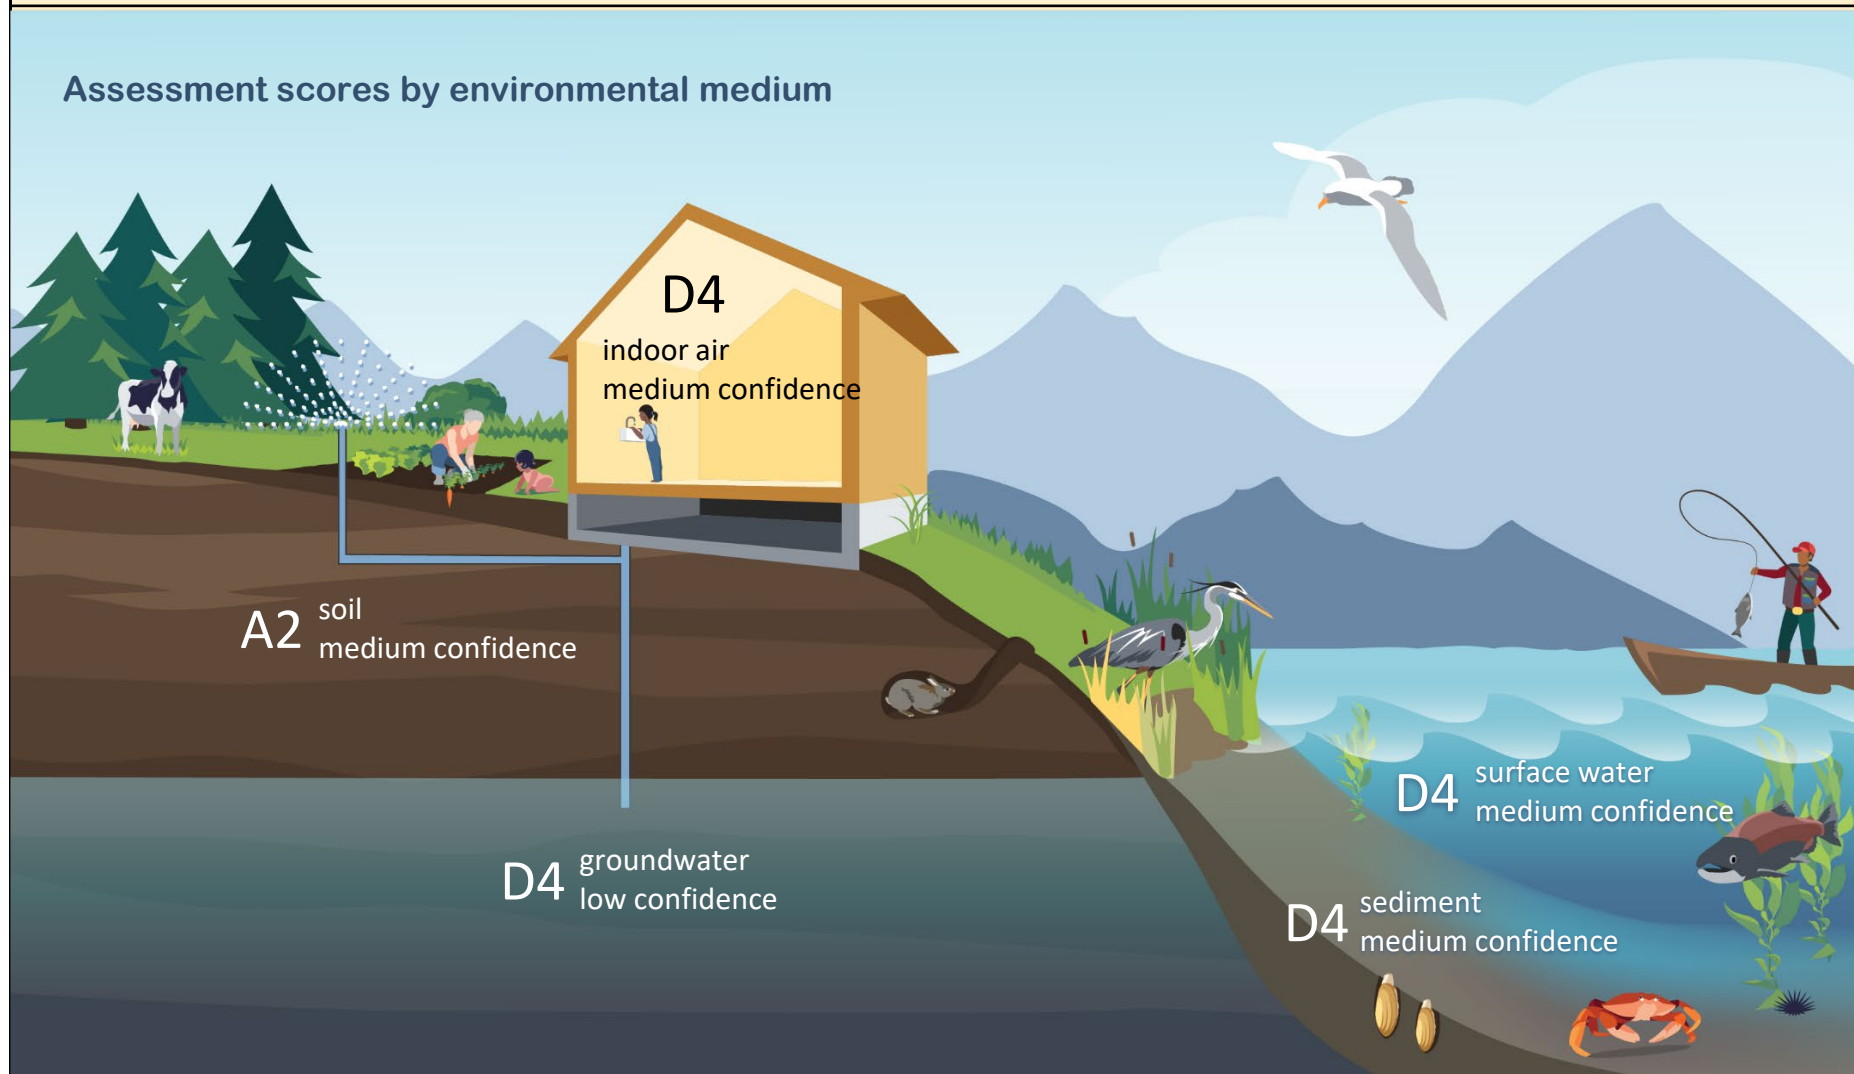 Assessment scores by environmental medium
D4
indoor air
medium confidence
A2
soil
medium confidence
D4
surface water
medium confidence
D4
groundwater
low confidence
D4
sediment
medium confidence